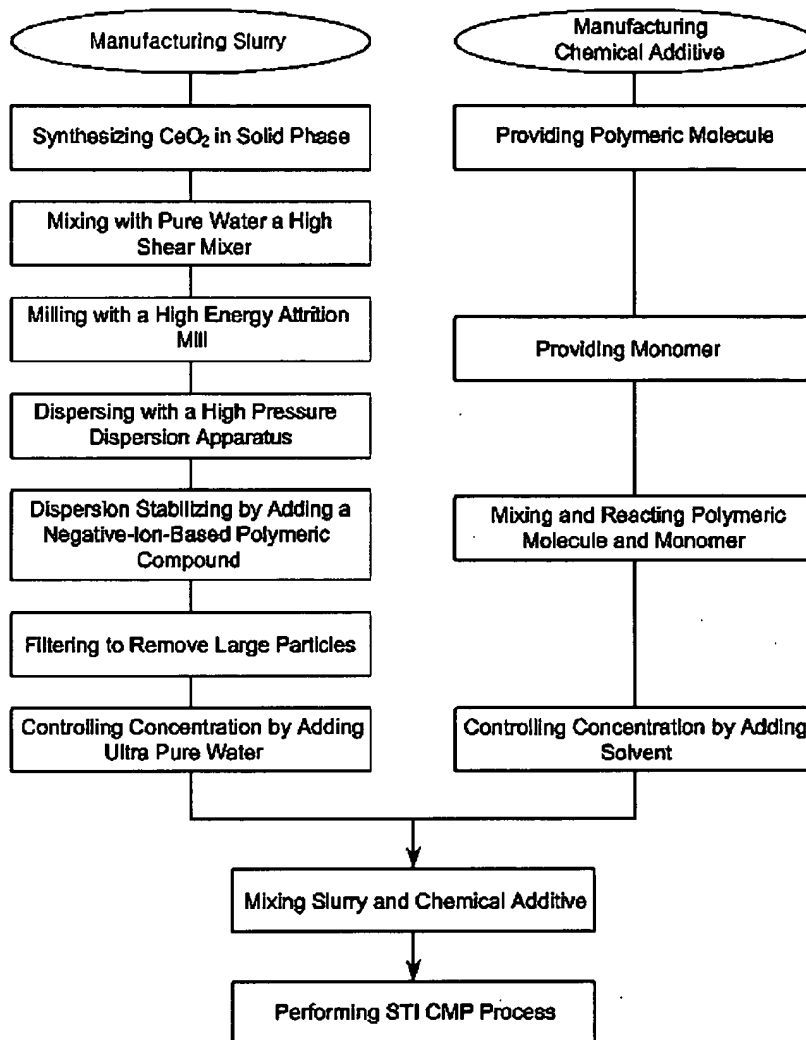 Manufacturing Slurry
Synthesizing CeO₂ in Solid Phase
Mixing with Pure Water a High
Shear Mixer
Milling with a High Energy Attrition
Mill
Dispersing with a High Pressure
Dispersion Apparatus
Dispersion Stabilizing by Adding a
Negative-Ion-Based Polymeric
Compound
Filtering to Remove Large Particles
Controlling Concentration by Adding
Ultra Pure Water
Manufacturing
Chemical Additive
Providing Polymeric Molecule
Providing Monomer
Mixing and Reacting Polymeric
Molecule and Monomer
Controlling Concentration by Adding
Solvent
Mixing Slurry and Chemical Additive
Performing STI CMP Process